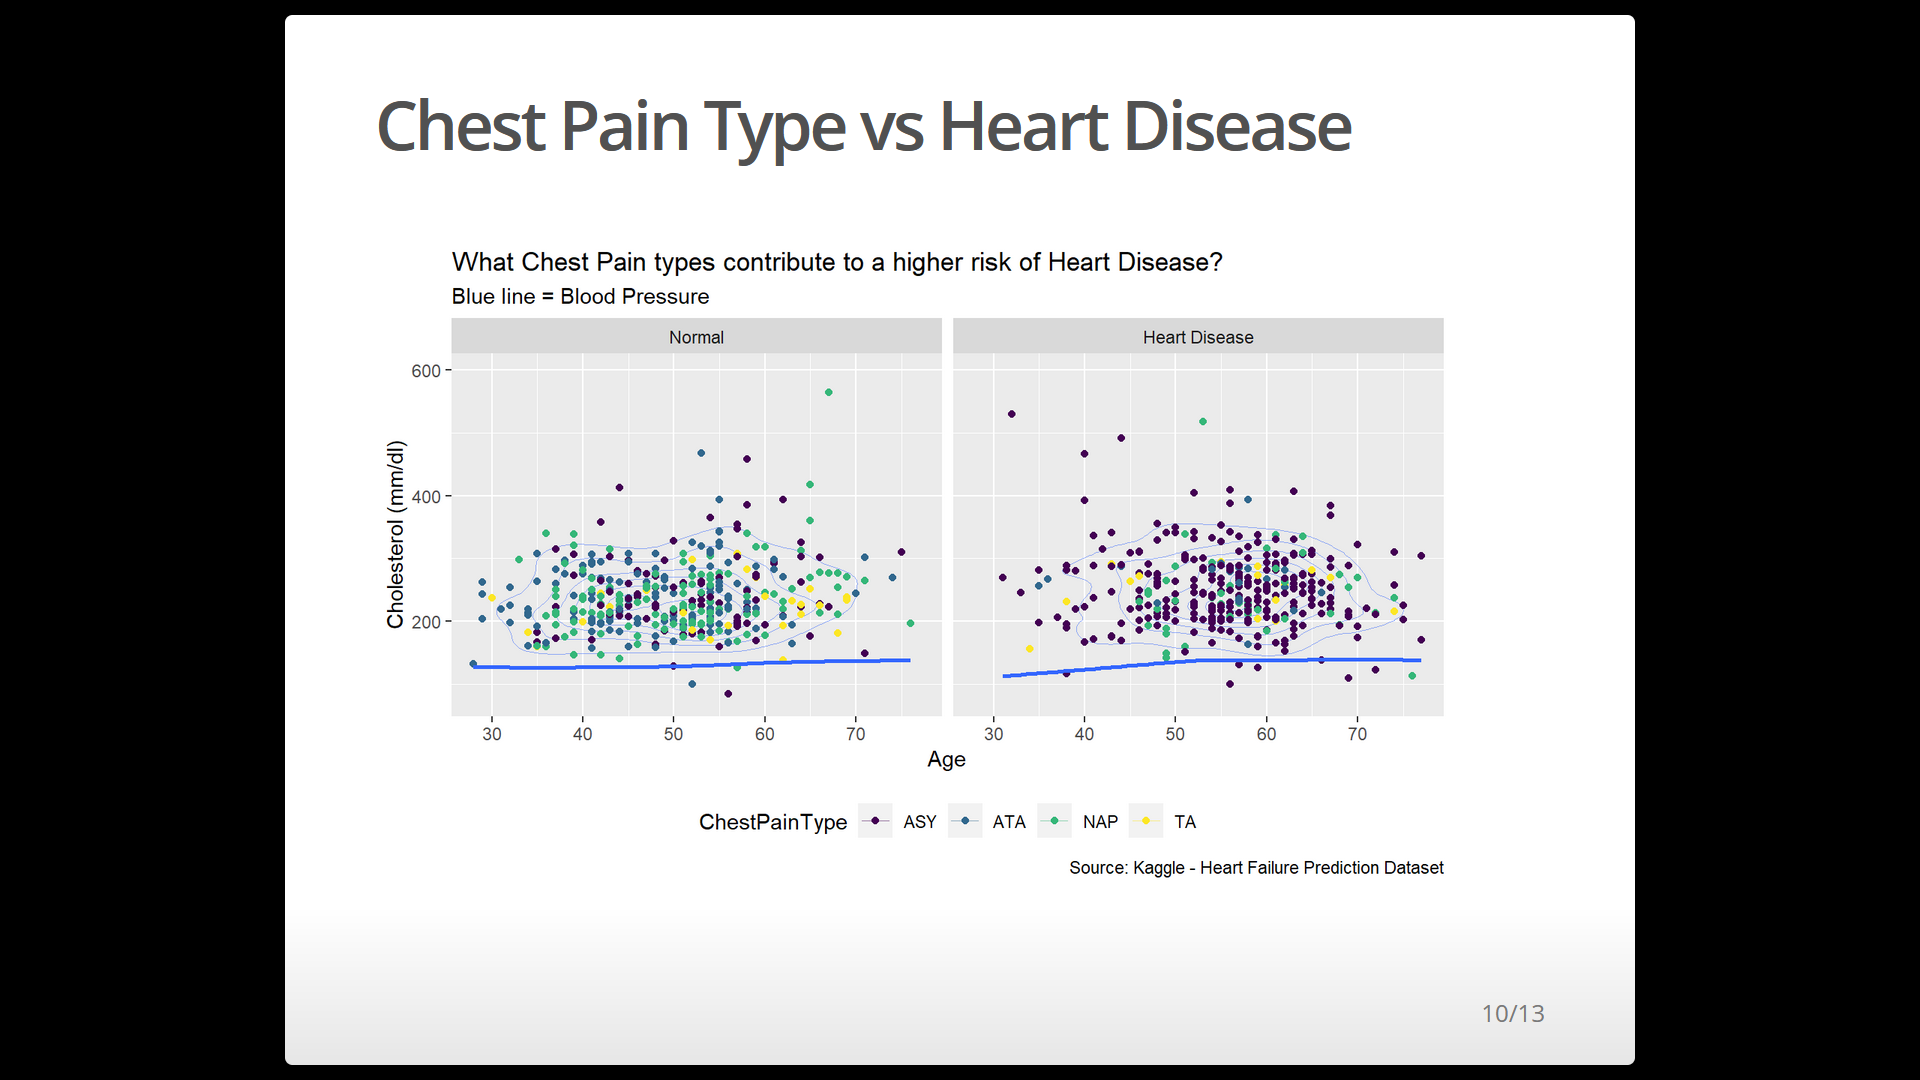 Chest Pain Type vs Heart Disease
What Chest Pain types contribute to a higher risk of Heart Disease?
Blue line = Blood Pressure
Normal
Heart Disease
Cholesterol (mm/dl)
600
400
200
30 40 50 60 70
30 40 50 60 70
Age
ChestPainType ASY ATA NAP TA
Source: Kaggle - Heart Failure Prediction Dataset
10/13